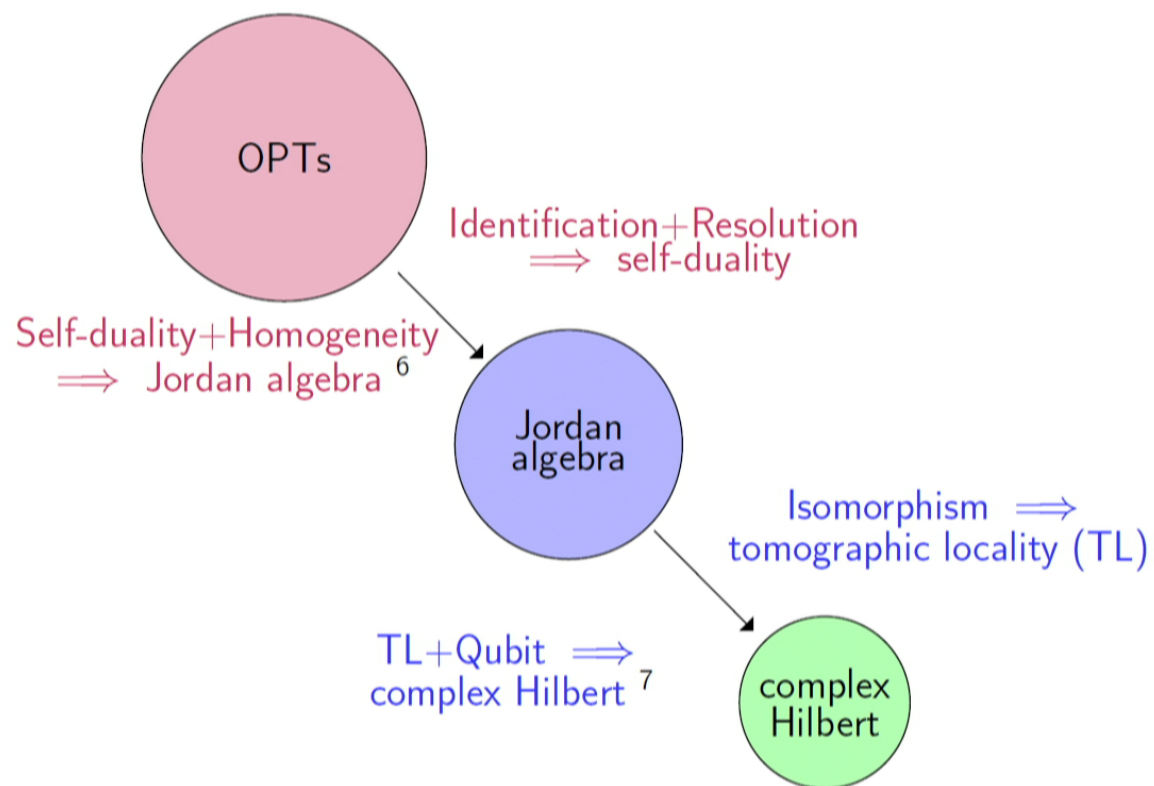 OPTs
Identification+Resolution
⟹ self-duality
Self-duality+Homogeneity
⟹ Jordan algebra 6
Jordan
algebra
Isomorphism ⟹
tomographic locality (TL)
TL+Qubit ⟹
complex Hilbert 7
complex
Hilbert